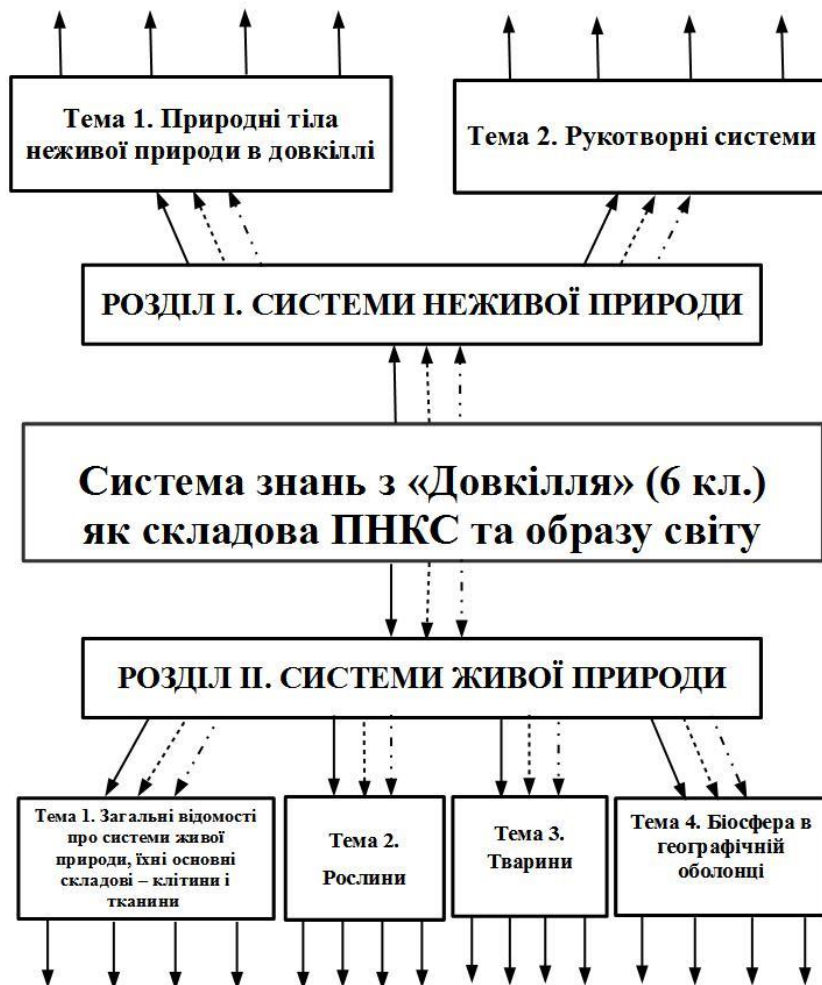 Тема 1. Природні тіла
неживої природи в довкіллі
Тема 2. Рукотворні системи
РОЗДІЛ І. СИСТЕМИ НЕЖИВОЇ ПРИРОДИ
Система знань з «Довкілля» (6 кл.)
як складова ПНКС та образу світу
РОЗДІЛ ІІ. СИСТЕМИ ЖИВОЇ ПРИРОДИ
Тема 1. Загальні відомості
про системи живої
природи, їхні основні
складові – клітини і
тканини
Тема 2.
Рослини
Тема 3.
Тварини
Тема 4. Біосфера в
географічній
оболонці